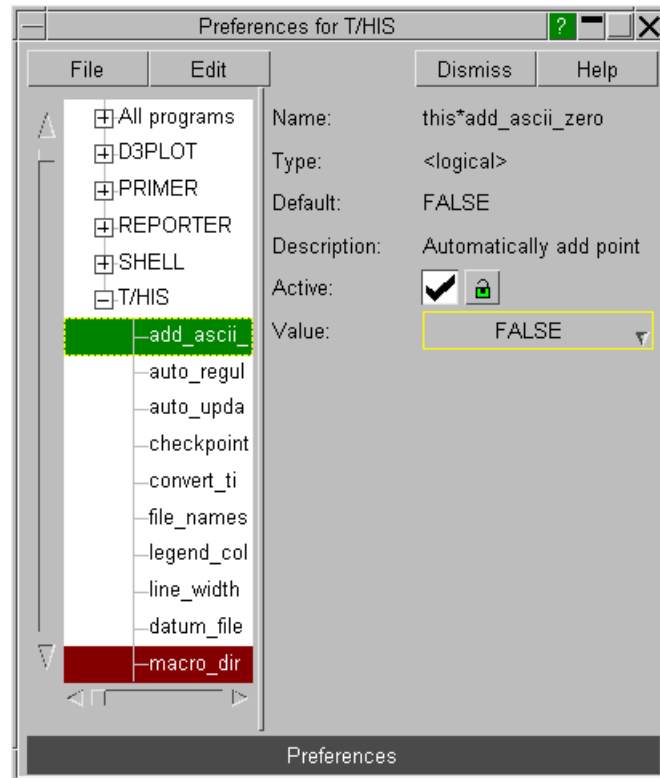 Preferences for T/HIS ?
File Edit Dismiss Help
All programs
D3PLOT
PRIMER
REPORTER
SHELL
T/HIS
add_ascii_
auto_regul
auto_upda
checkpoint
convert_ti
file_names
legend_col
line_width
datum_file
macro_dir
Name: this*add_ascii_zero
Type: <logical>
Default: FALSE
Description: Automatically add point
Active:
Value: FALSE
Preferences